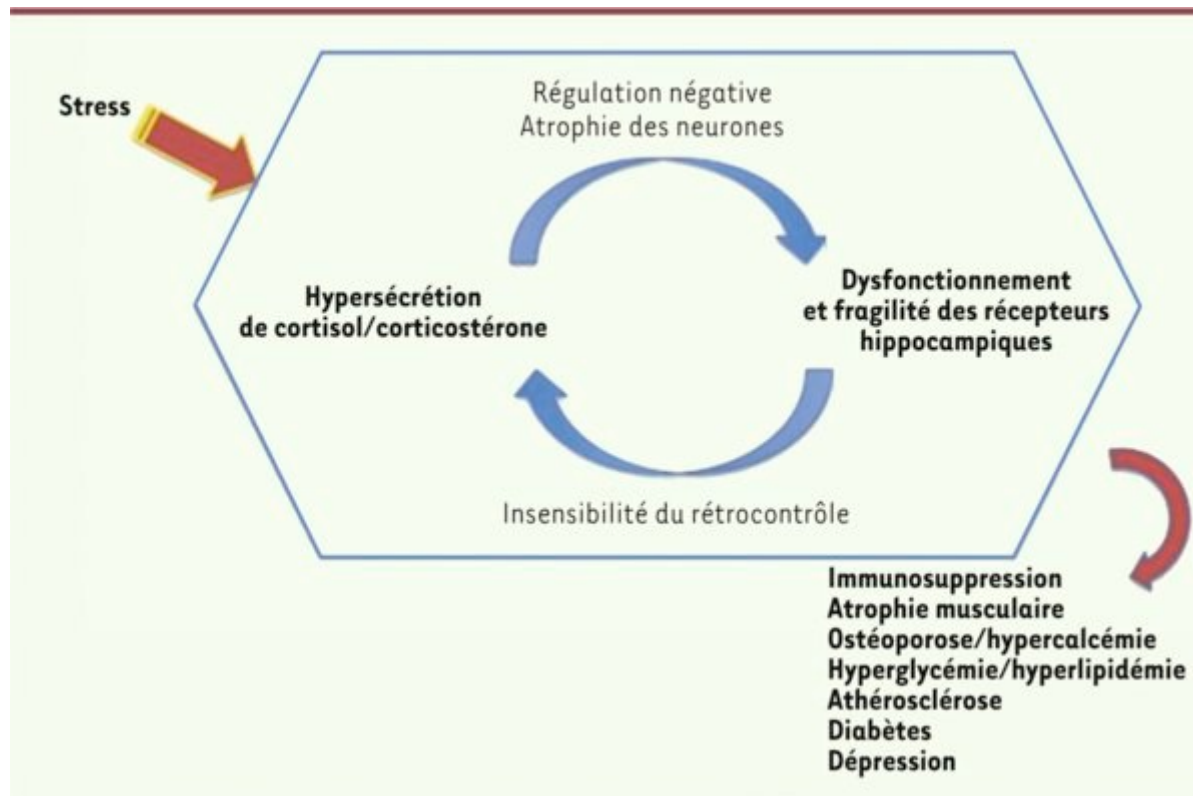 Stress
Régulation négative
Atrophie des neurones
Hypersécrétion
de cortisol/corticostérone
Dysfonctionnement
et fragilité des récepteurs
hippocampiques
Insensibilité du rétrocontrôle
Immunosuppression
Atrophie musculaire
Ostéoporose/hypercalcémie
Hyperglycémie/hyperlipidémie
Athérosclérose
Diabètes
Dépression